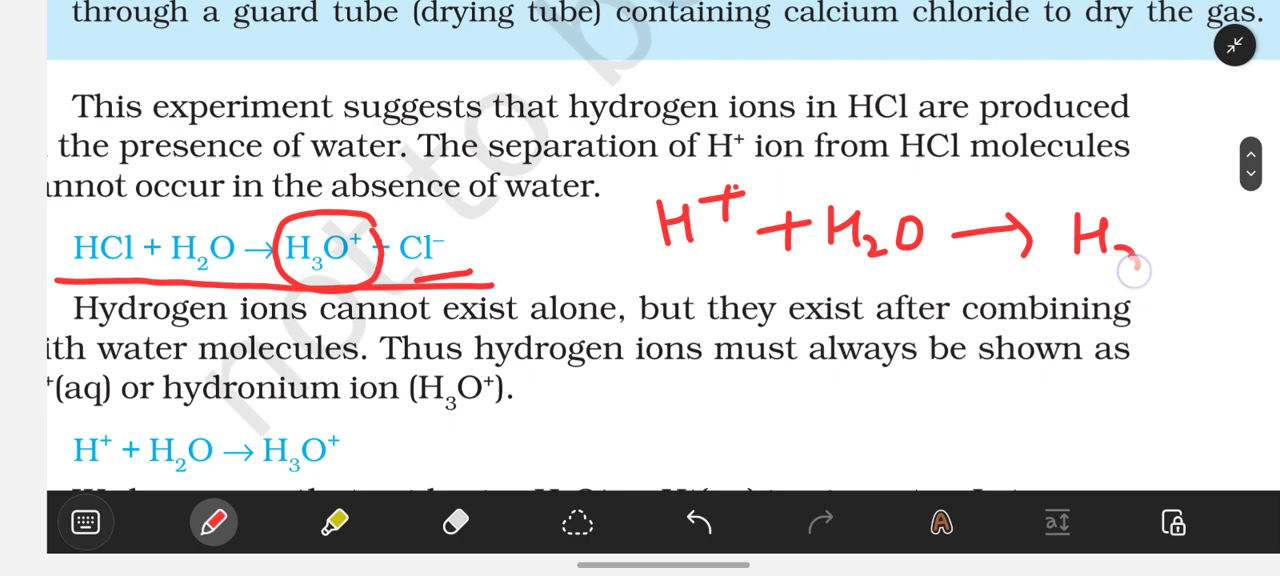 through a guard tube (drying tube) containing calcium chloride to dry the gas.
This experiment suggests that hydrogen ions in HCl are produced
the presence of water. The separation of H⁺ ion from HCl molecules
nnot occur in the absence of water.
H⁺ + H₂O → H
HCl + H₂O → H₃O⁺ + Cl⁻
Hydrogen ions cannot exist alone, but they exist after combining
ith water molecules. Thus hydrogen ions must always be shown as
⁺(aq) or hydronium ion (H₃O⁺).
H⁺ + H₂O → H₃O⁺
not to b